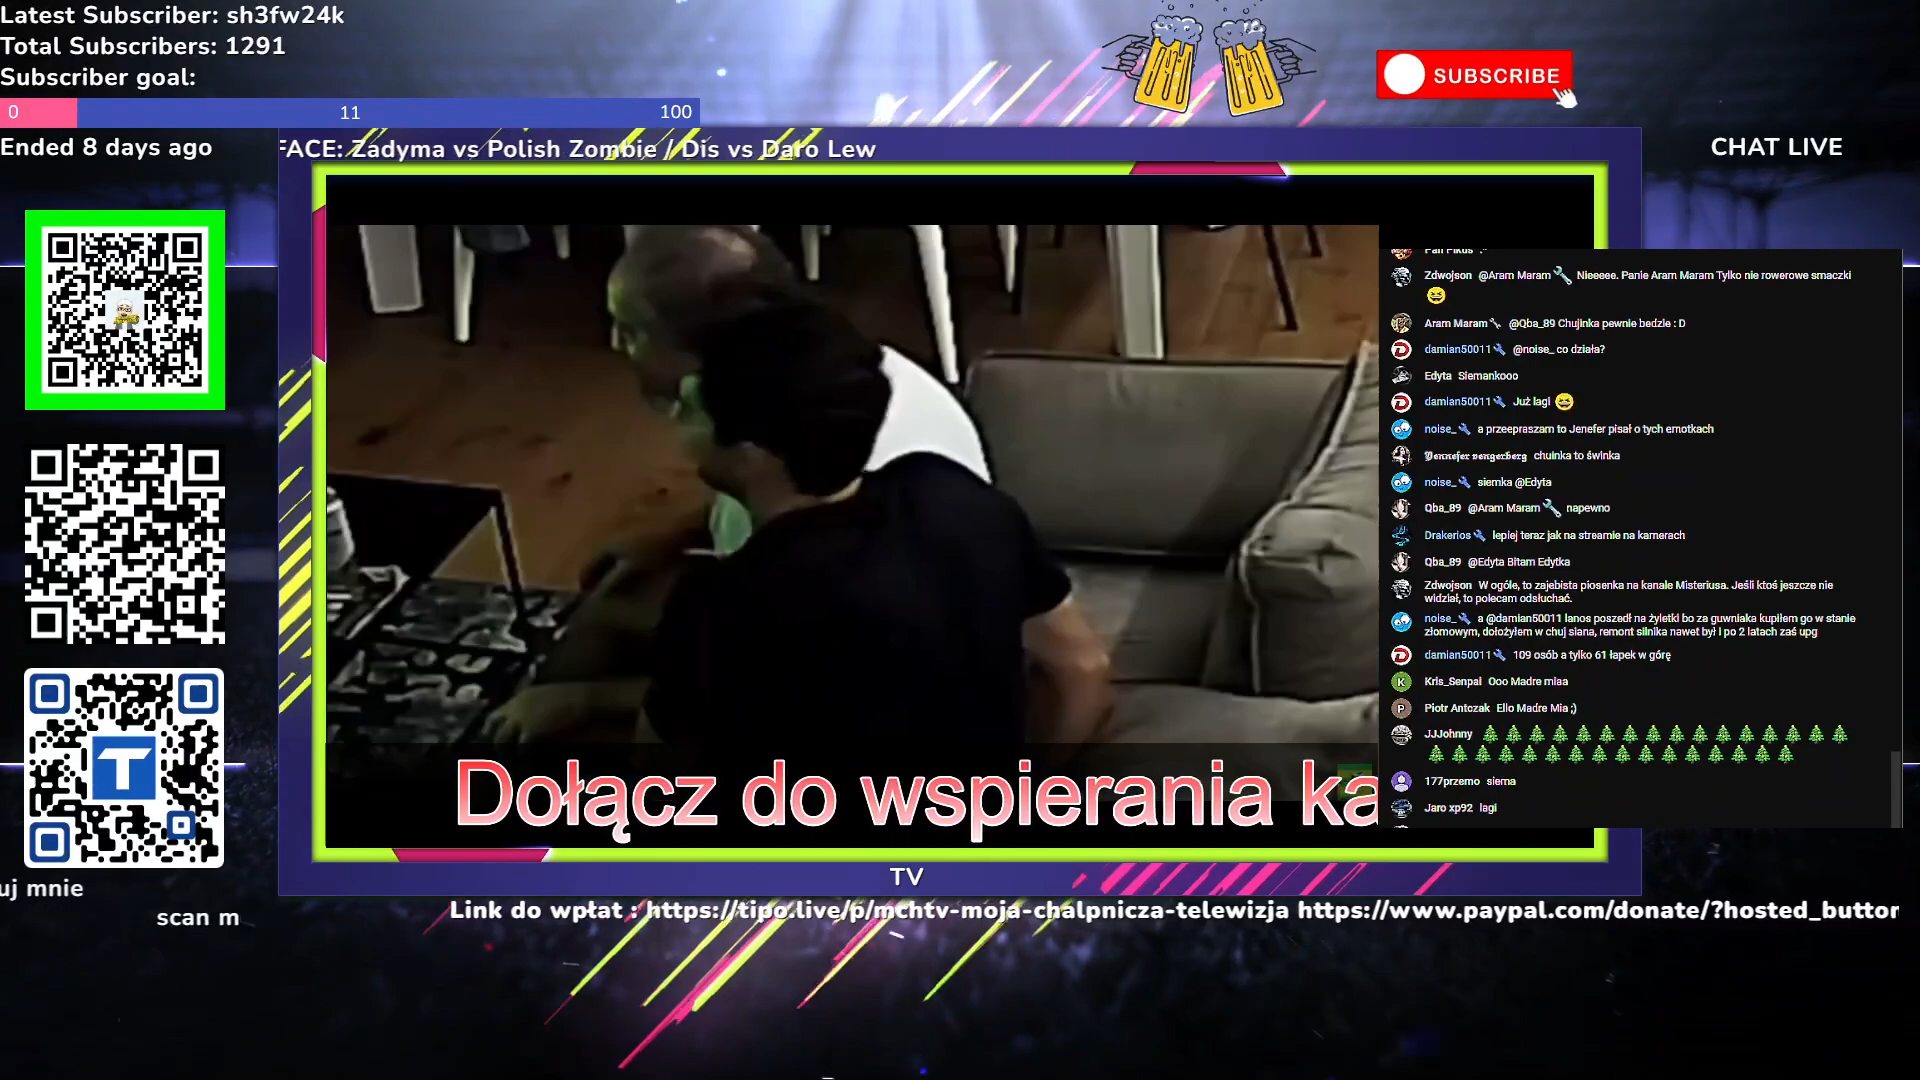 Latest Subscriber: sh3fw24k
Total Subscribers: 1291
Subscriber goal:
0 11 100
SUBSCRIBE
Ended 8 days ago
FACE: Zadyma vs Polish Zombie / Dis vs Daro Lew
CHAT LIVE
Zdwojson @Aram Maram Nieeeee. Panie Aram Maram Tylko nie rowerowe smaczki
Aram Maram @Qba_89 Chujinka pewnie bedzie : D
damian50011 @noise_ co działa?
Edyta Siemankooo
damian50011 Już lagi
noise_ a przeepraszam to Jenefer pisał o tych emotkach
Yennefer vengerberg chuinka to świnka
noise_ siemka @Edyta
Qba_89 @Aram Maram napewno
Drakerios lepiej teraz jak na streamie na kamerach
Qba_89 @Edyta Bitam Edytka
Zdwojson W ogóle, to zajebista piosenka na kanale Misteriusa. Jeśli ktoś jeszcze nie
widział, to polecam odsłuchać.
noise_ a @damian50011 lanos poszedł na żyletki bo za guwniaka kupiłem go w stanie
złomowym, dołożyłem w chuj siana, remont silnika nawet był i po 2 latach zaś upg
damian50011 109 osób a tylko 61 łapek w górę
K Kris_Senpai Ooo Madre miaa
P Piotr Antczak Ello Madre Mia ;)
JJJohnny
177przemo siema
Jaro xp92 lagi
T
Dołącz do wspierania ka
TV
uj mnie
scan m
Link do wpłat : https://tipo.live/p/mchtv-moja-chalpnicza-telewizja https://www.paypal.com/donate/?hosted_button